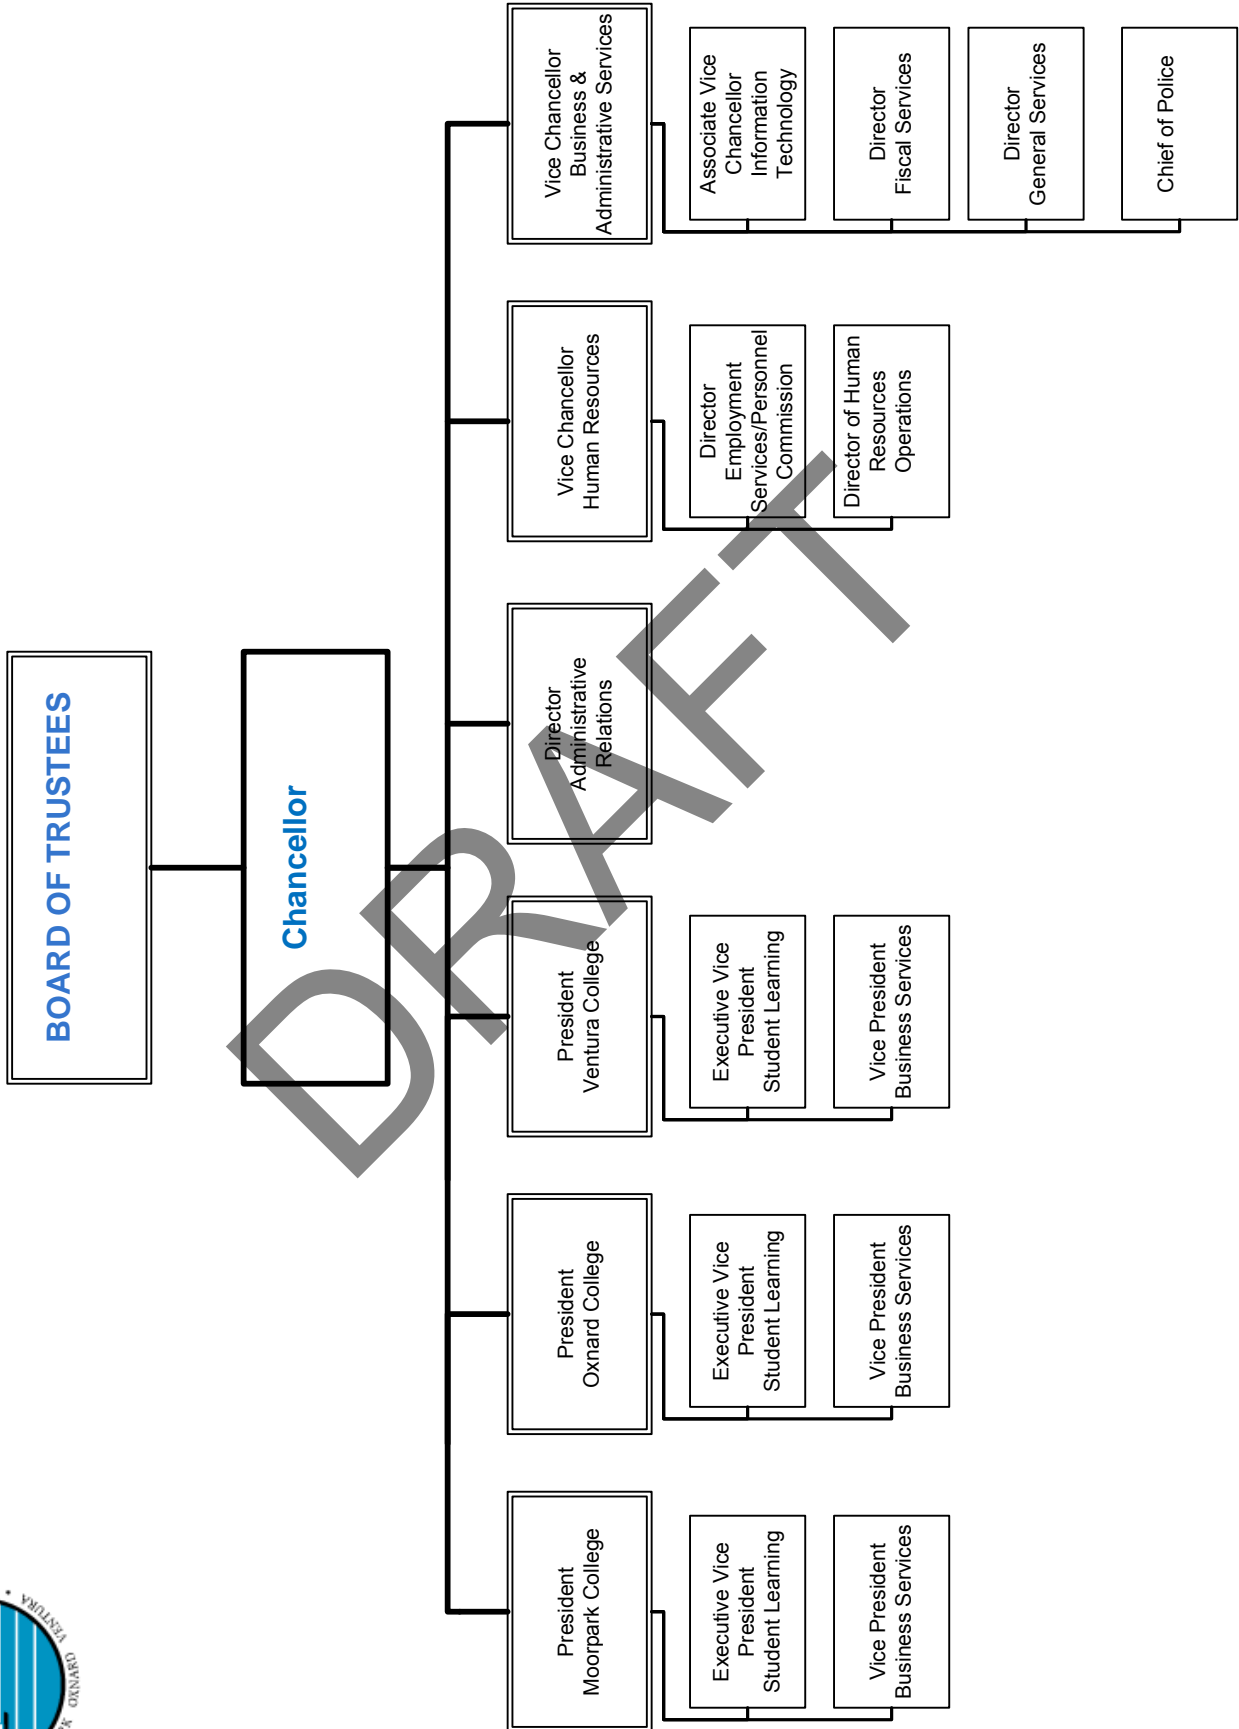 BOARD OF TRUSTEES
Chancellor
President
Moorpark College
Executive Vice
President
Student Learning
Vice President
Business Services
President
Oxnard College
Executive Vice
President
Student Learning
Vice President
Business Services
President
Ventura College
Executive Vice
President
Student Learning
Vice President
Business Services
Director
Administrative
Relations
Vice Chancellor
Human Resources
Director
Employment
Services/Personnel
Commission
Director of Human
Resources
Operations
Vice Chancellor
Business &
Administrative Services
Associate Vice
Chancellor
Information
Technology
Director
Fiscal Services
Director
General Services
Chief of Police
DRAFT
OXNARD VENTURA •